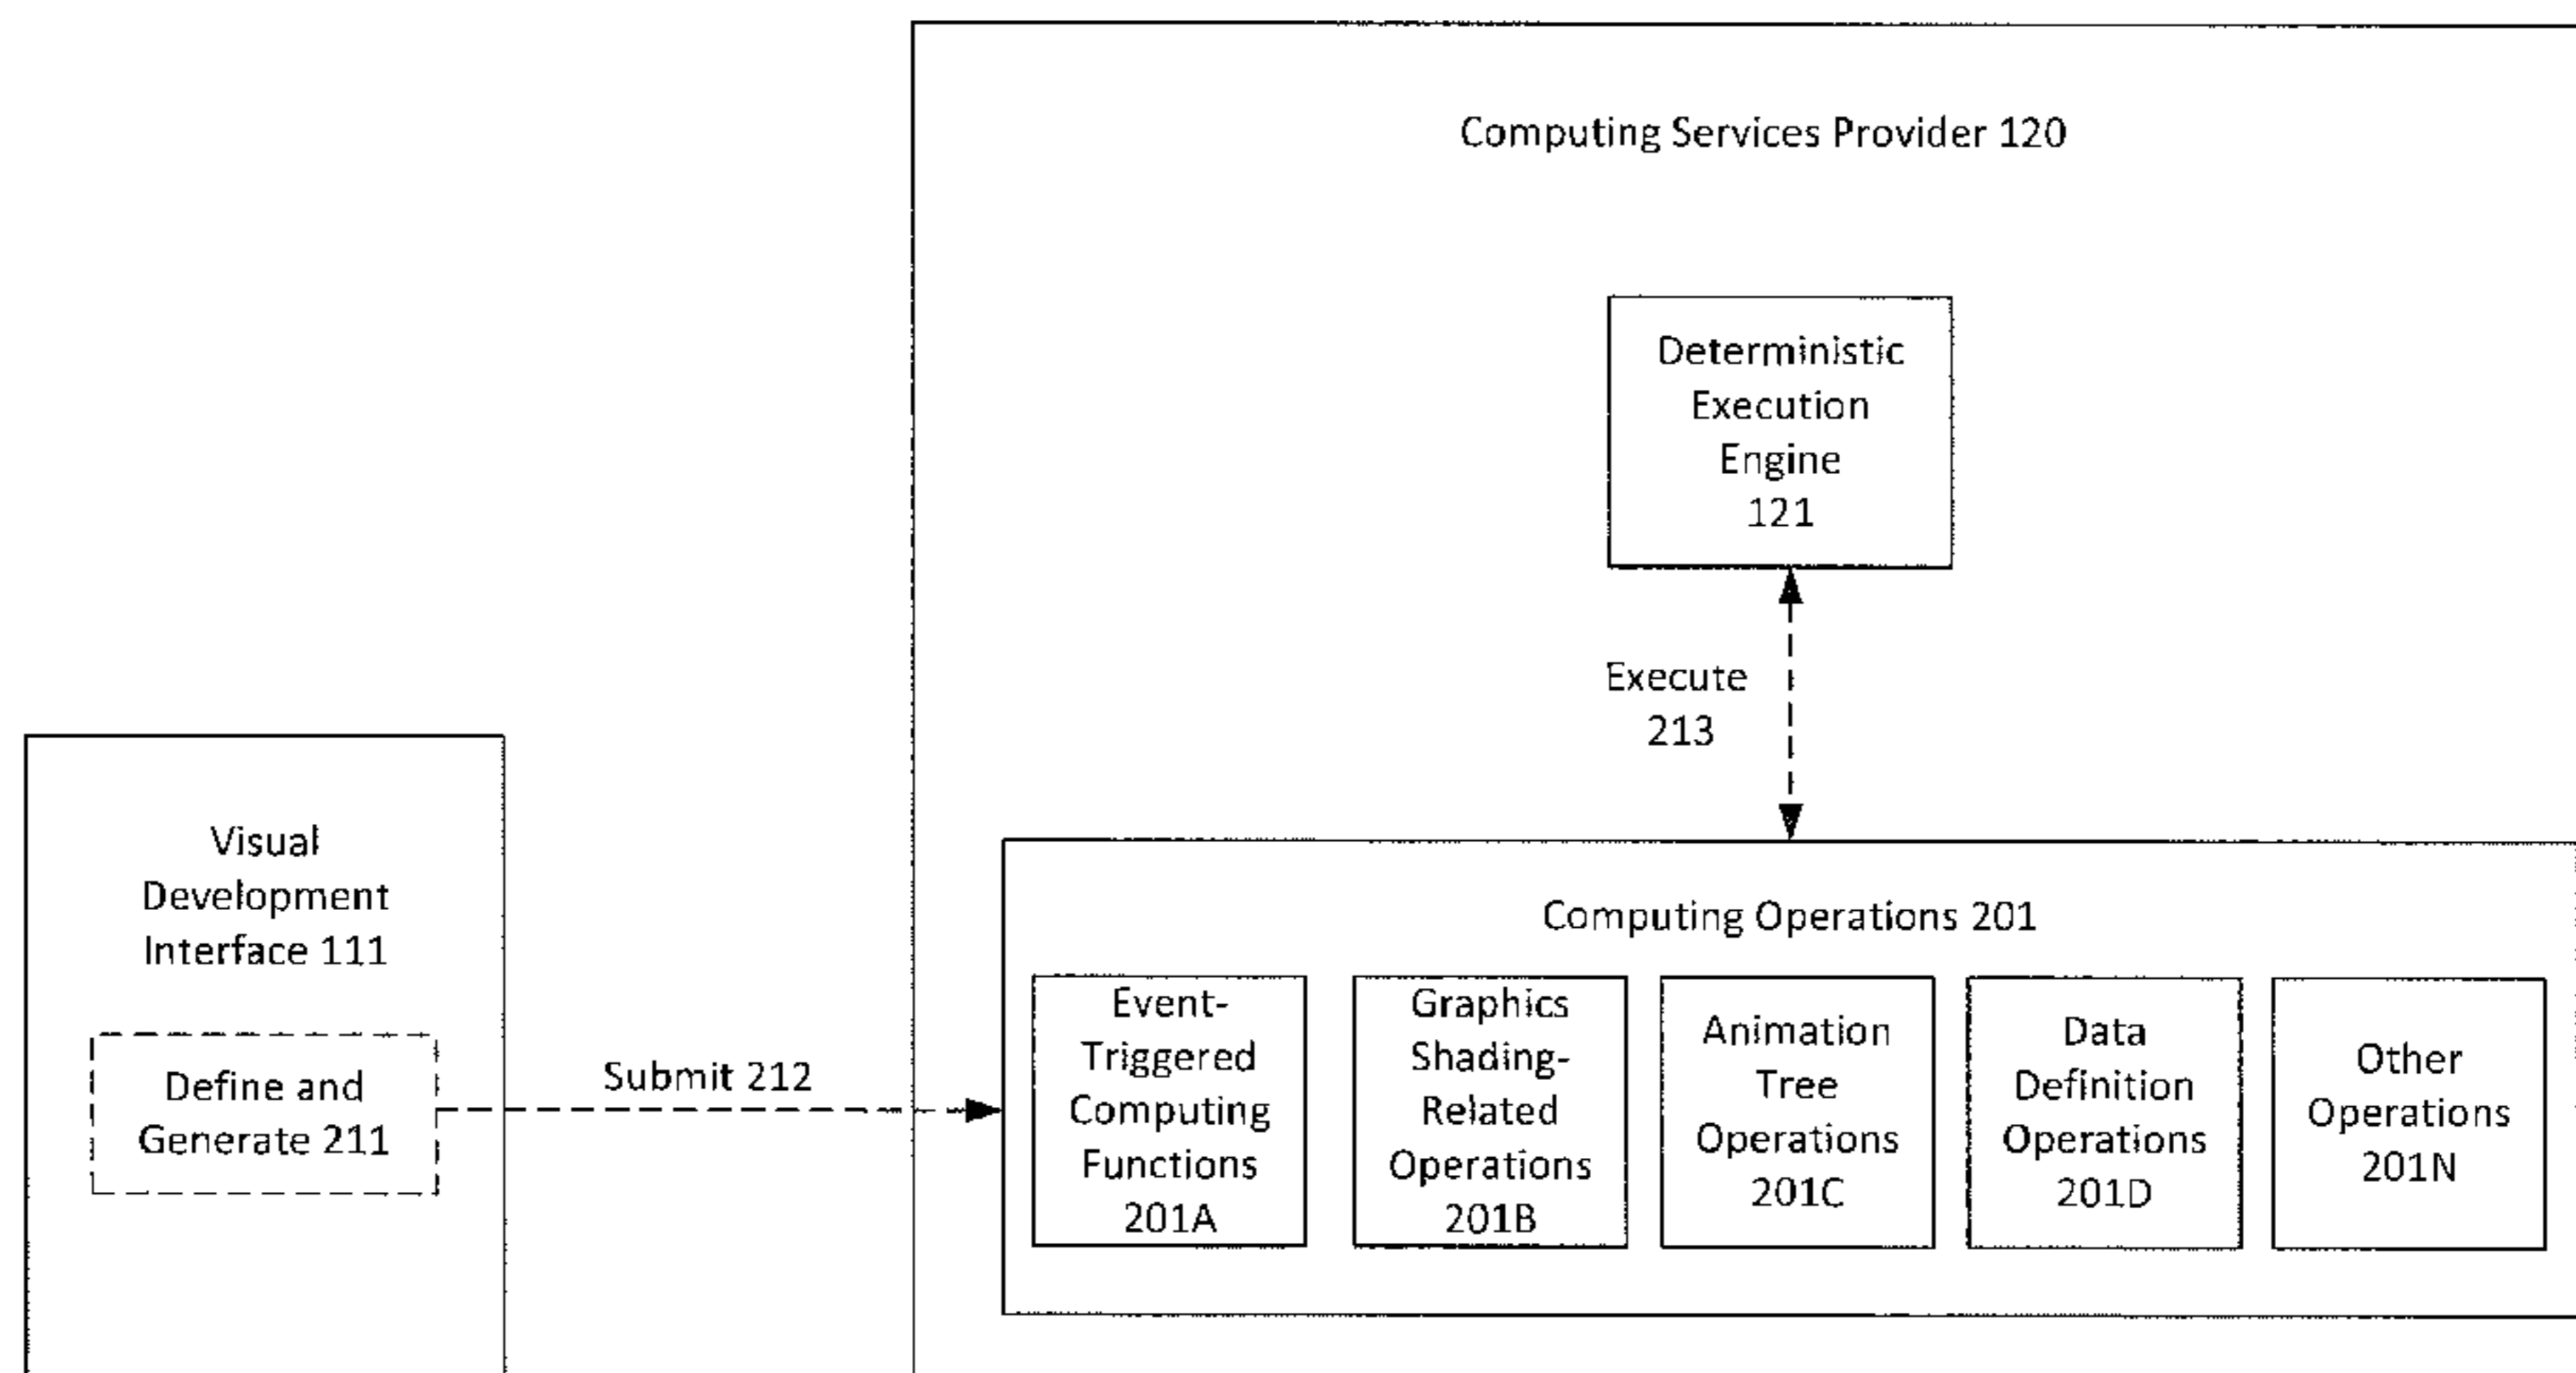 Computing Services Provider 120
Deterministic
Execution
Engine
121
Execute
213
Visual
Development
Interface 111
Define and
Generate 211
Submit 212
Computing Operations 201
Event-
Triggered
Computing
Functions
201A
Graphics
Shading-
Related
Operations
201B
Animation
Tree
Operations
201C
Data
Definition
Operations
201D
Other
Operations
201N